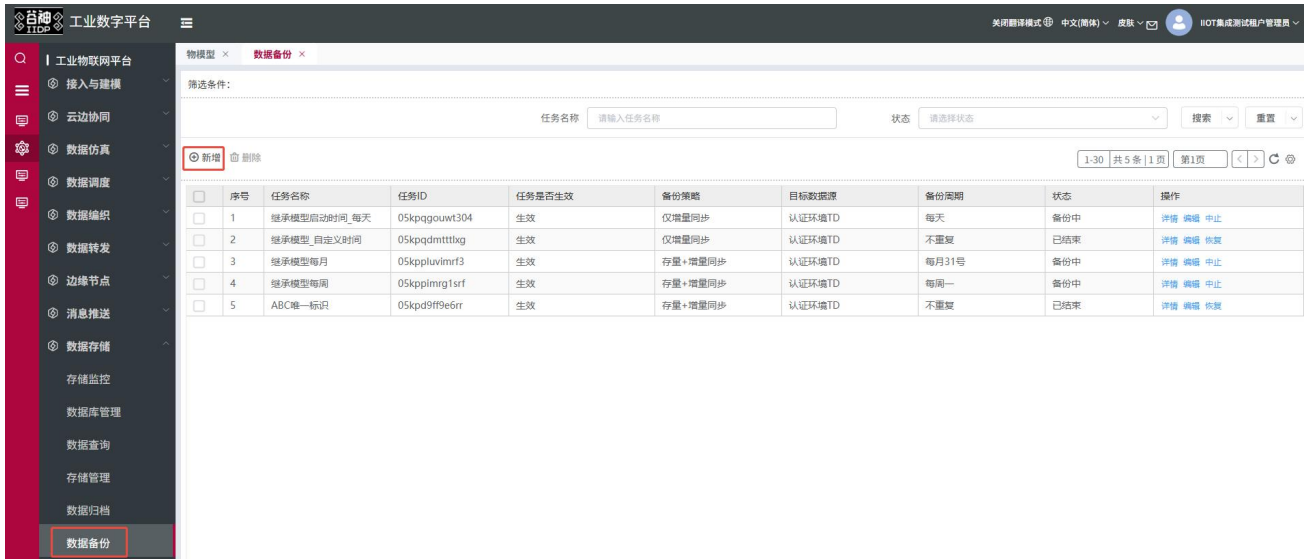 谷神 IIDP 工业数字平台 关闭翻译模式 中文(简体) 皮肤 IIOT集成测试租户管理员
工业物联网平台
接入与建模
云边协同
数据仿真
数据调度
数据编织
数据转发
边缘节点
消息推送
数据存储
存储监控
数据库管理
数据查询
存储管理
数据归档
数据备份
物模型 × 数据备份 ×
筛选条件：
任务名称 请输入任务名称 状态 请选择状态 搜索 重置
新增 删除 1-30 共 5 条 1 页 第1页
序号 任务名称 任务ID 任务是否生效 备份策略 目标数据源 备份周期 状态 操作
1 继承模型启动时间_每天 05kpqgouwt304 生效 仅增量同步 认证环境TD 每天 备份中 详情 编辑 中止
2 继承模型_自定义时间 05kpqdmtttlxg 生效 仅增量同步 认证环境TD 不重复 已结束 详情 编辑 恢复
3 继承模型每月 05kppluvimrf3 生效 存量+增量同步 认证环境TD 每月31号 备份中 详情 编辑 中止
4 继承模型每周 05kppimrg1srf 生效 存量+增量同步 认证环境TD 每周一 备份中 详情 编辑 中止
5 ABC唯一标识 05kpd9ff9e6rr 生效 存量+增量同步 认证环境TD 不重复 已结束 详情 编辑 恢复